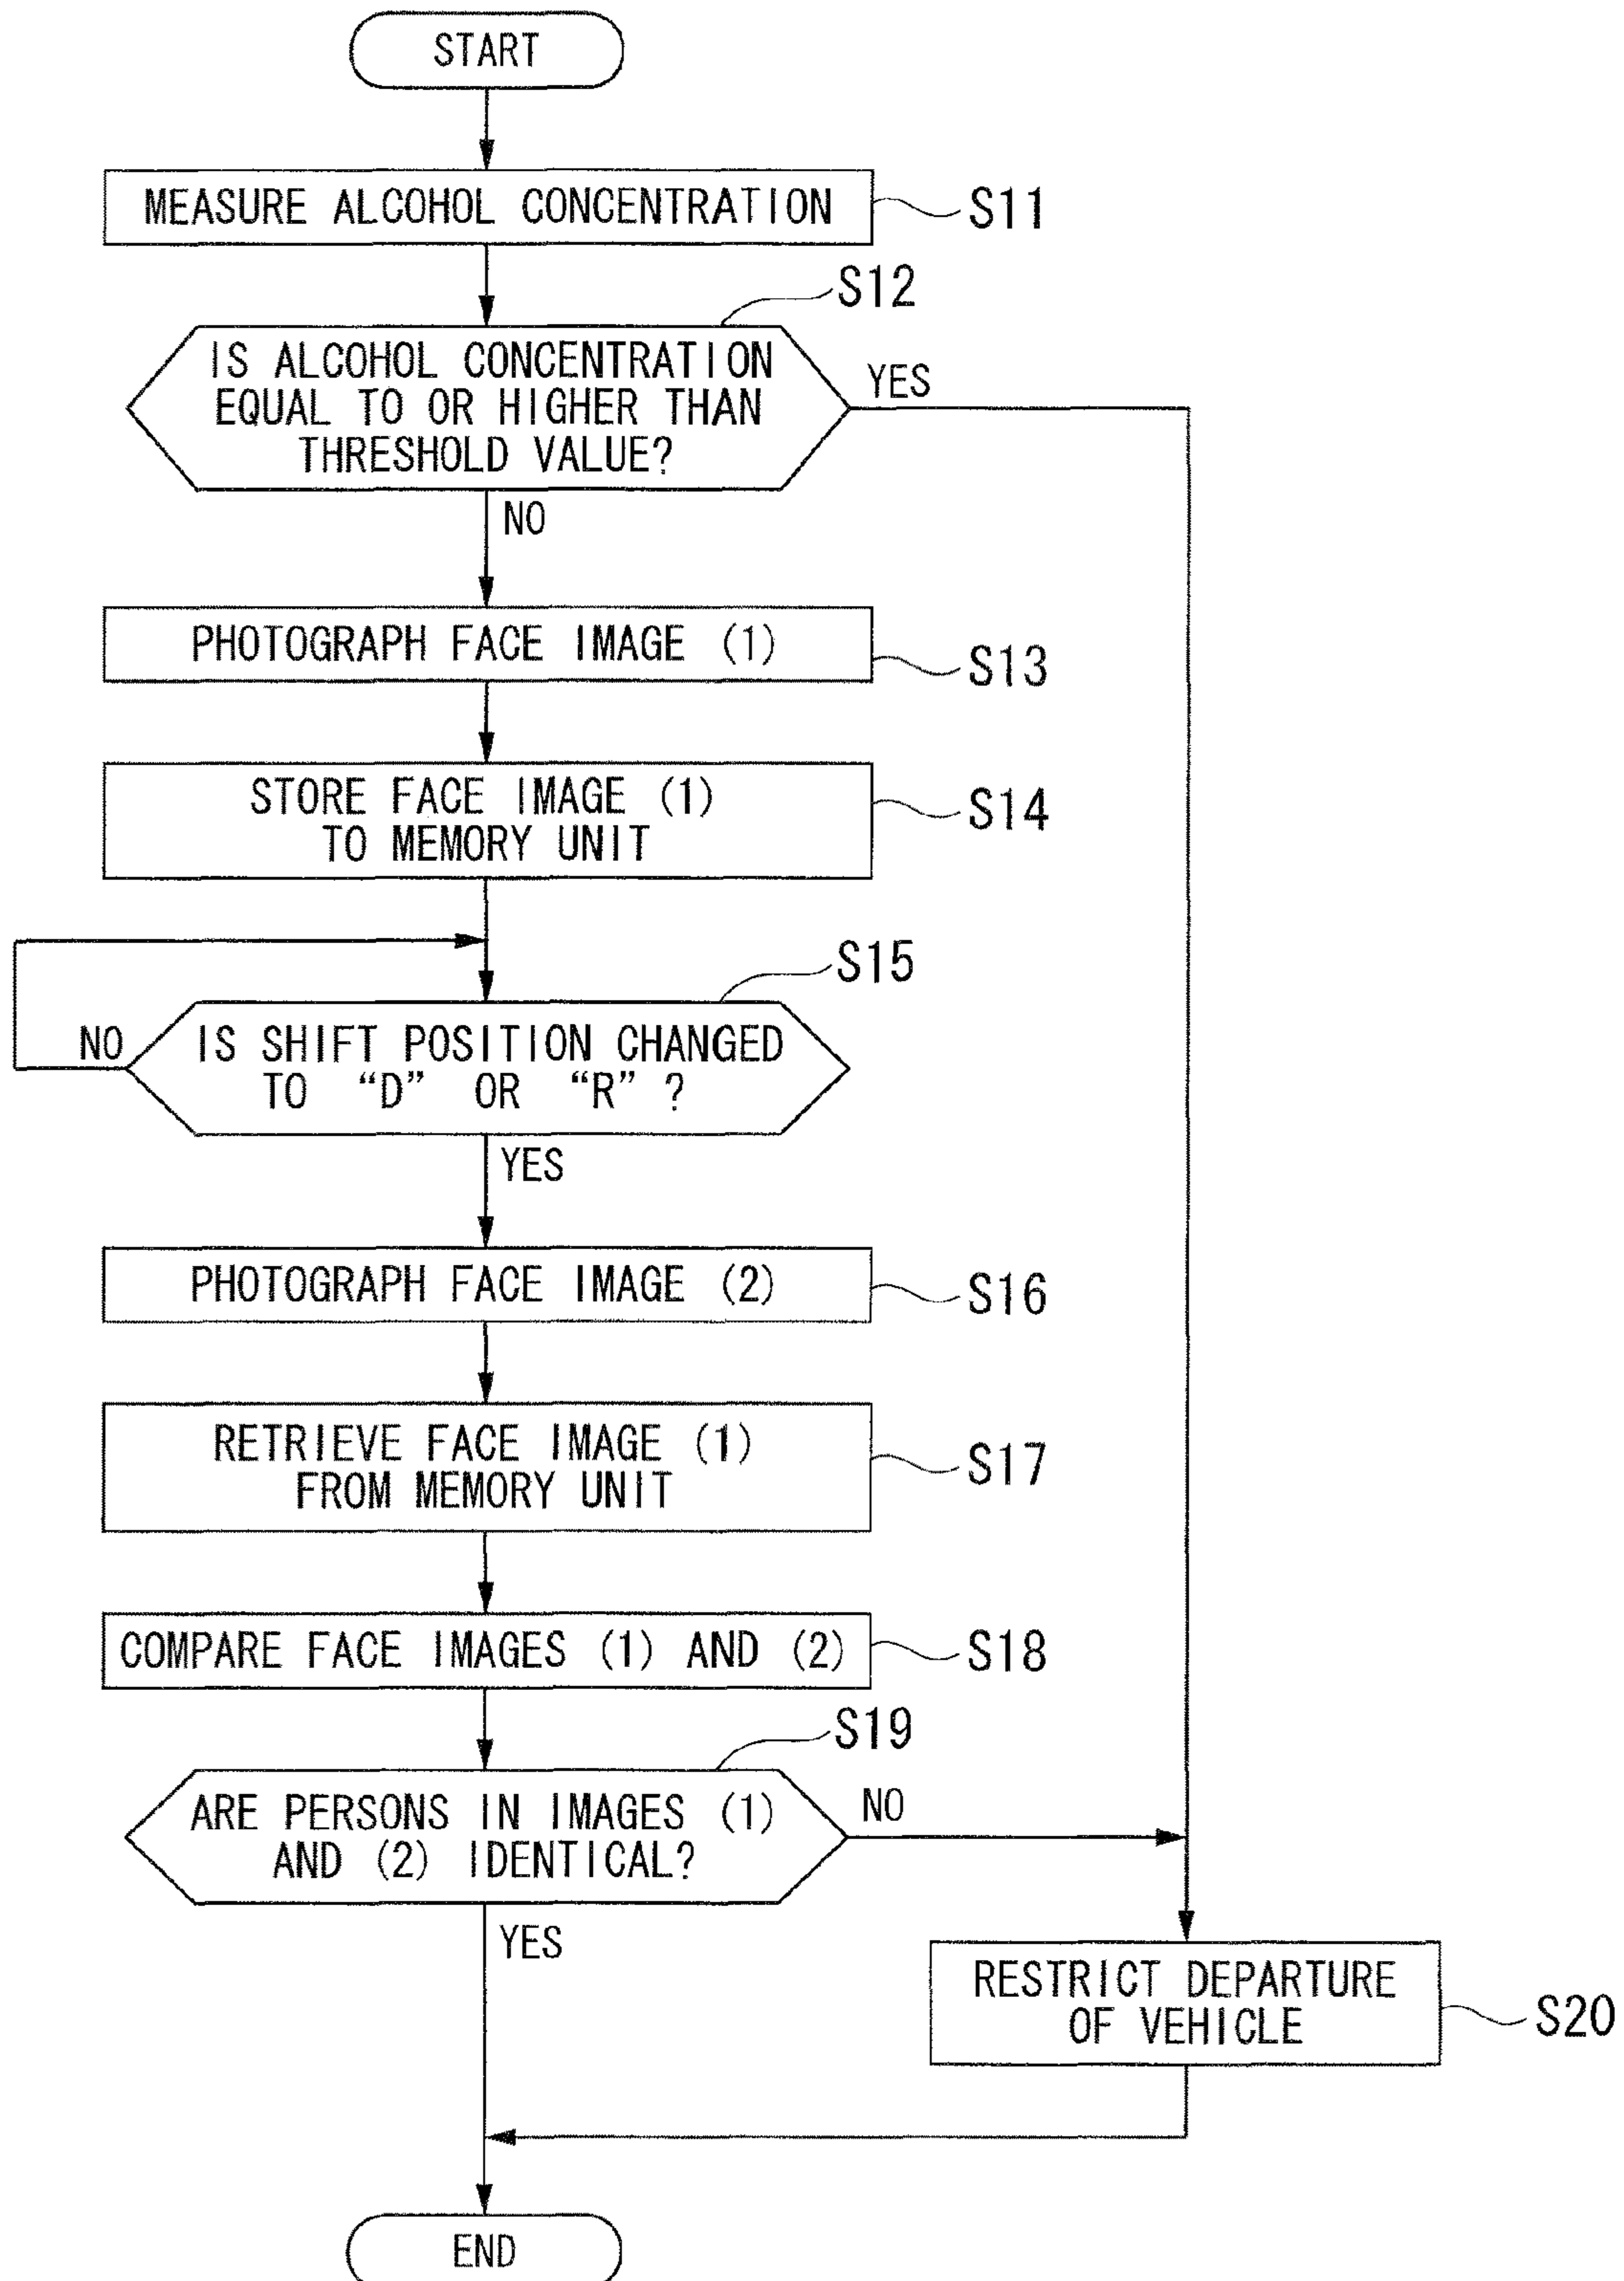 START
MEASURE ALCOHOL CONCENTRATION
S11
S12
IS ALCOHOL CONCENTRATION
EQUAL TO OR HIGHER THAN
THRESHOLD VALUE?
YES
NO
PHOTOGRAPH FACE IMAGE (1)
S13
STORE FACE IMAGE (1)
TO MEMORY UNIT
S14
S15
NO
IS SHIFT POSITION CHANGED
TO “D” OR “R”?
YES
PHOTOGRAPH FACE IMAGE (2)
S16
RETRIEVE FACE IMAGE (1)
FROM MEMORY UNIT
S17
COMPARE FACE IMAGES (1) AND (2)
S18
S19
ARE PERSONS IN IMAGES (1)
AND (2) IDENTICAL?
NO
YES
RESTRICT DEPARTURE
OF VEHICLE
S20
END